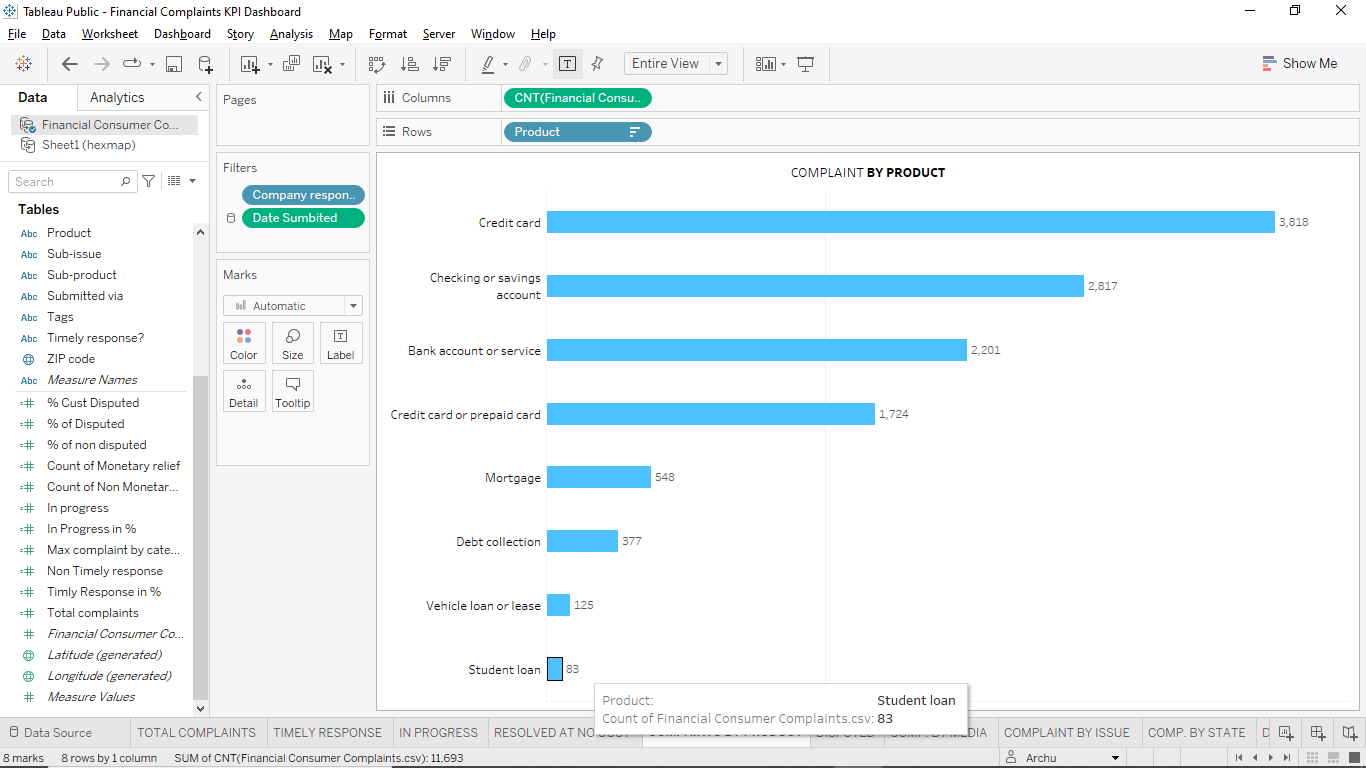 Tableau Public - Financial Complaints KPI Dashboard
File Data Worksheet Dashboard Story Analysis Map Format Server Window Help
Entire View
Show Me
Data Analytics
Financial Consumer Co...
Sheet1 (hexmap)
Search
Tables
Abc Product
Abc Sub-issue
Abc Sub-product
Abc Submitted via
Abc Tags
Abc Timely response?
ZIP code
Abc Measure Names
=# % Cust Disputed
=# % of Disputed
=# % of non disputed
=# Count of Monetary relief
=# Count of Non Monetar...
=# In progress
=# In Progress in %
=# Max complaint by cate...
=# Non Timely response
=# Timly Response in %
=# Total complaints
# Financial Consumer Co...
Latitude (generated)
Longitude (generated)
# Measure Values
Pages
Filters
Company respon..
Date Sumbited
Marks
Automatic
Color Size Label
Detail Tooltip
Columns CNT(Financial Consu..
Rows Product
COMPLAINT BY PRODUCT
Credit card 3,818
Checking or savings
account 2,817
Bank account or service 2,201
Credit card or prepaid card 1,724
Mortgage 548
Debt collection 377
Vehicle loan or lease 125
Student loan 83
Product: Student loan
Count of Financial Consumer Complaints.csv: 83
Data Source TOTAL COMPLAINTS TIMELY RESPONSE IN PROGRESS RESOLVED AT NO COMPLAINT BY ISSUE COMP. BY STATE D
8 marks 8 rows by 1 column SUM of CNT(Financial Consumer Complaints.csv): 11,693 Archu